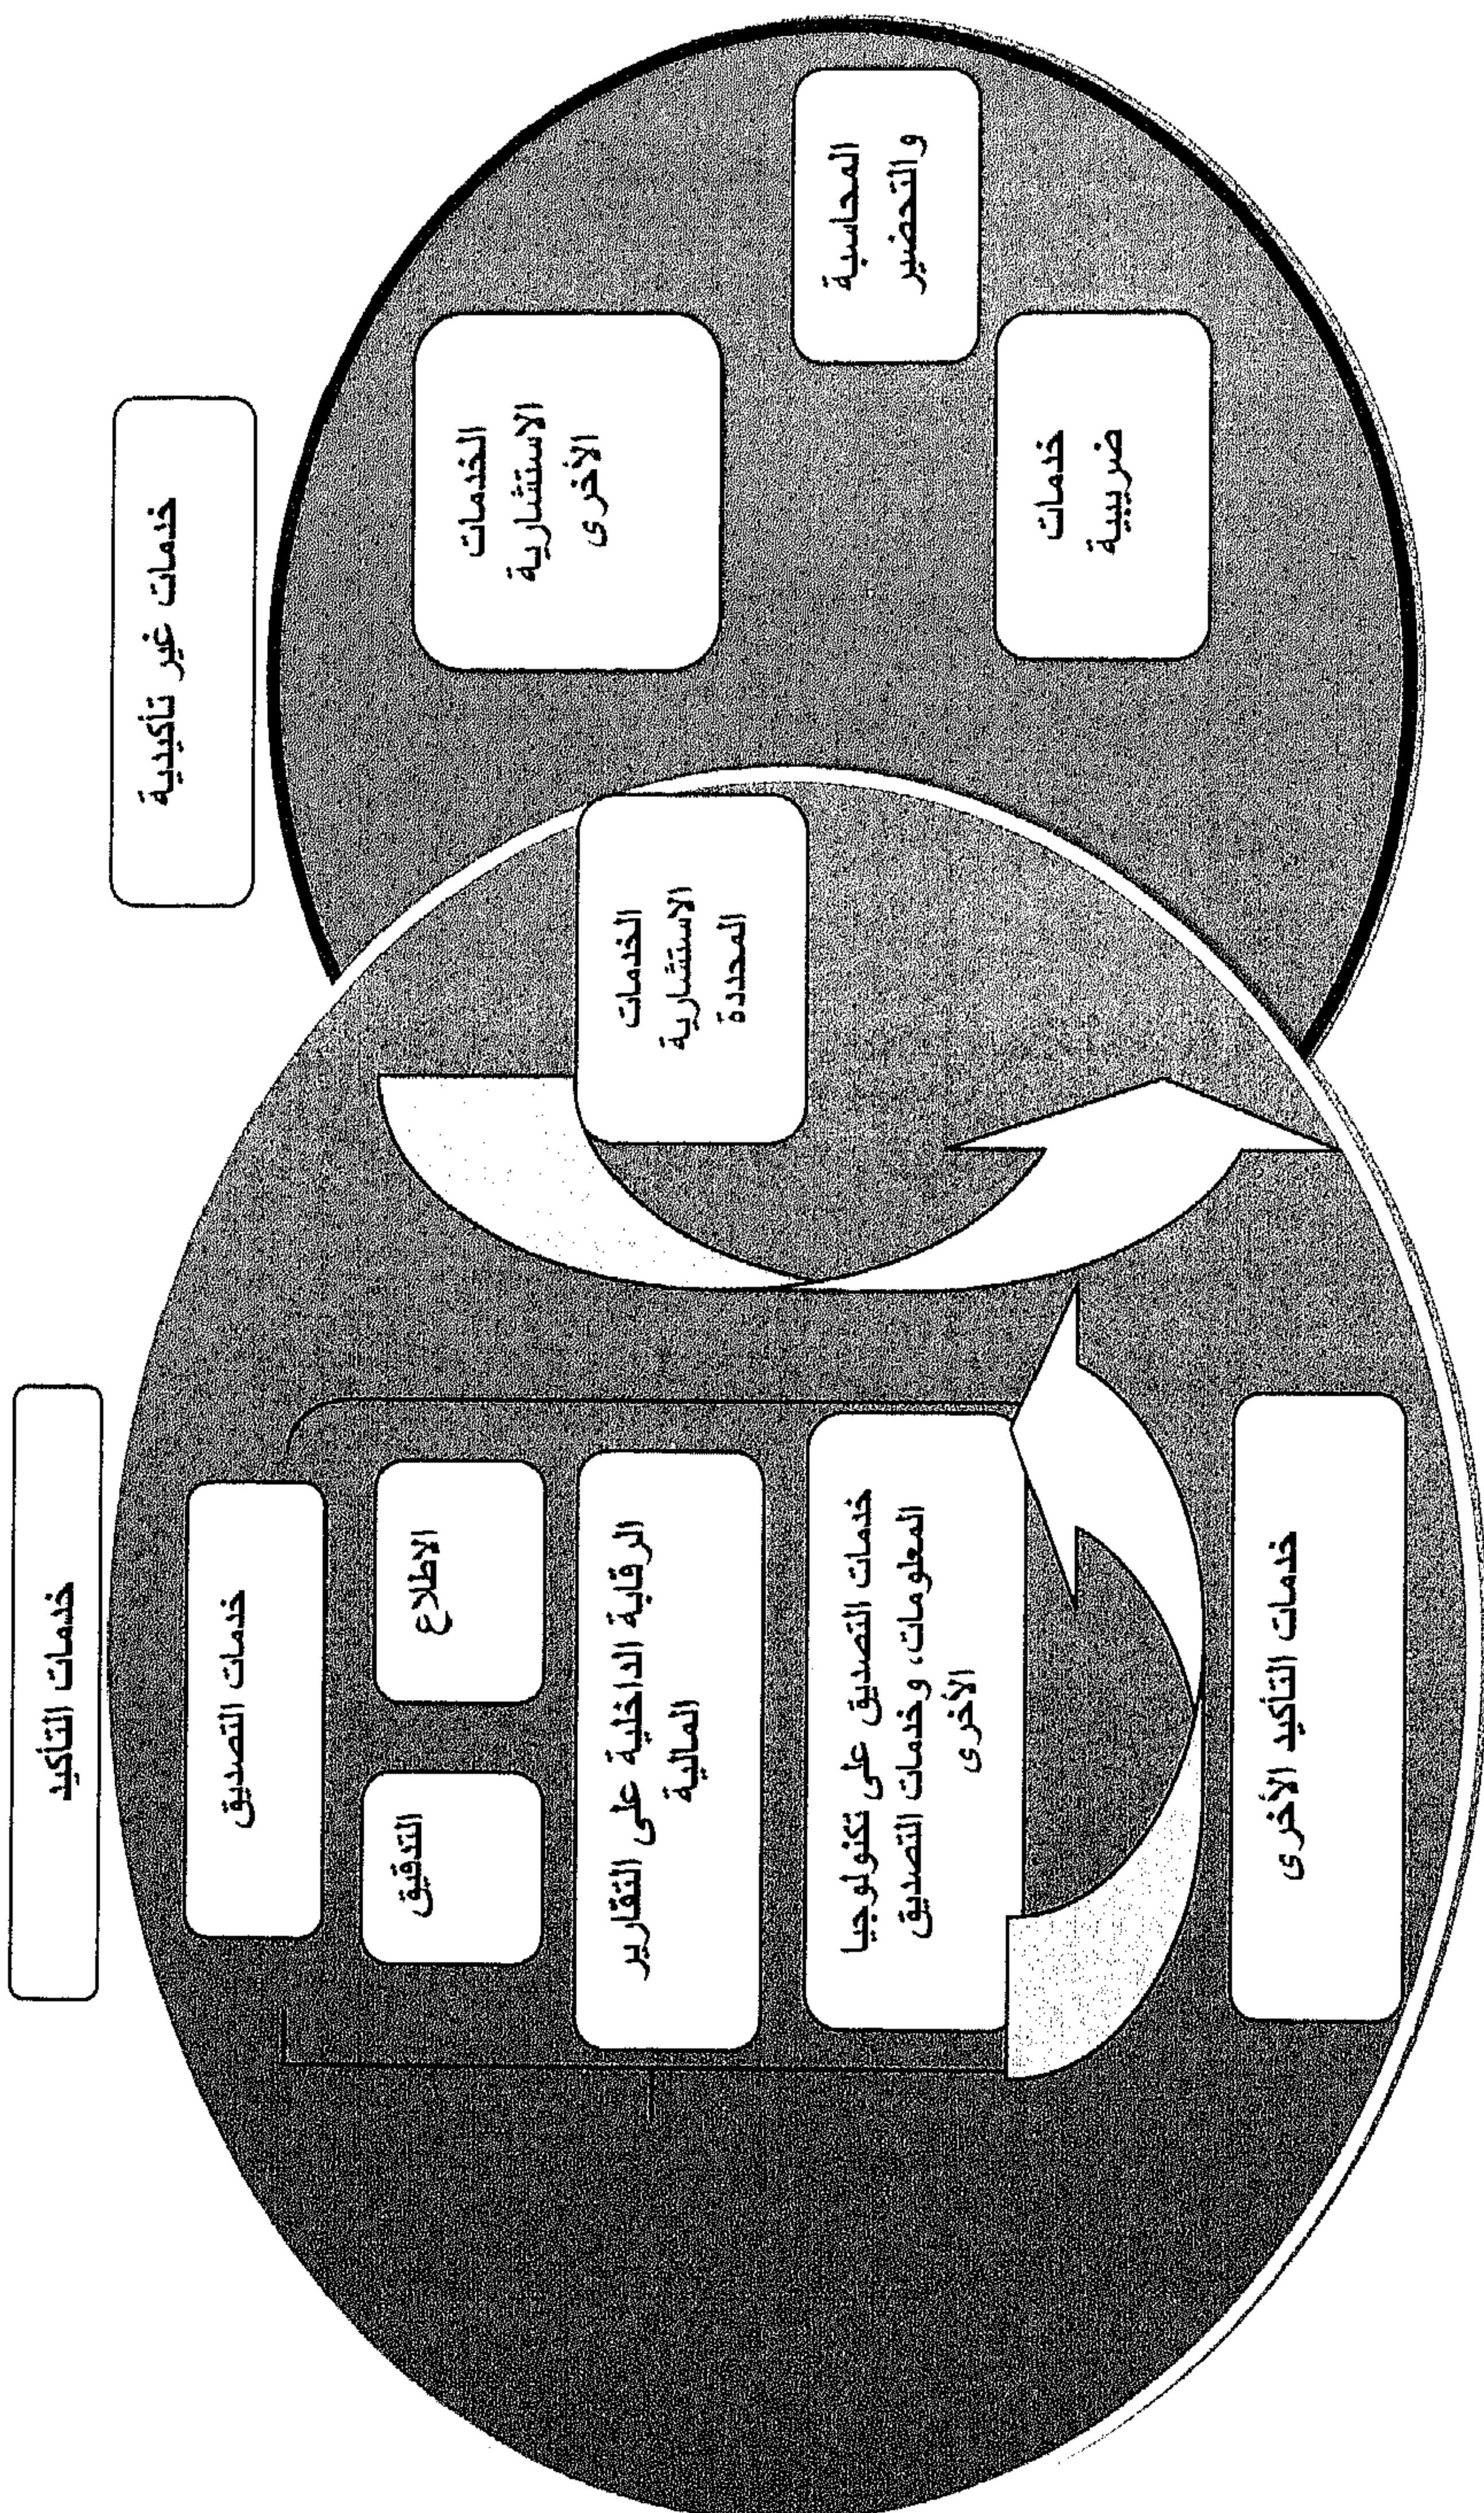 خدمات التأكيد
خدمات غير تأكيدية
خدمات التصديق
التدقيق
الاطلاع
الرقابة الداخلية على التقارير
المالية
خدمات التصديق على تكنولوجيا
المعلومات، وخدمات التصديق
الأخرى
خدمات التأكيد الأخرى
الخدمات
الاستشارية
المحددة
الخدمات
الاستشارية
الأخرى
المحاسبة
والتحضير
خدمات
ضريبية